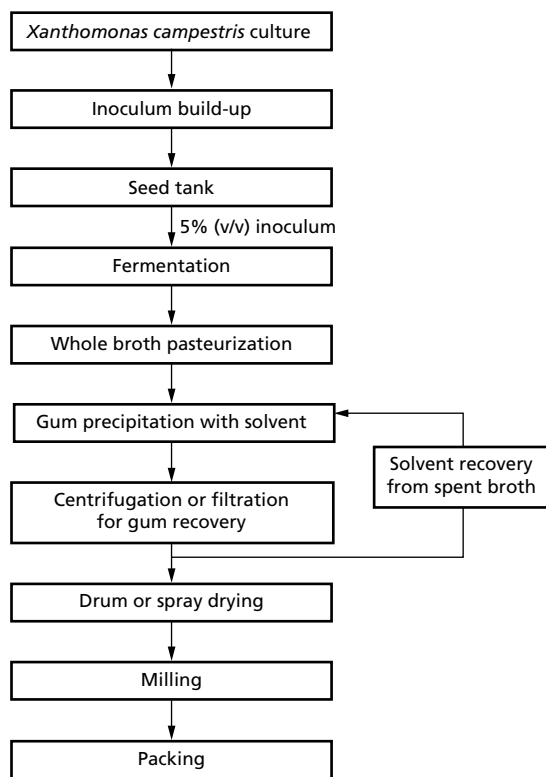 Xanthomonas campestris culture
Inoculum build-up
Seed tank
5% (v/v) inoculum
Fermentation
Whole broth pasteurization
Gum precipitation with solvent
Solvent recovery
from spent broth
Centrifugation or filtration
for gum recovery
Drum or spray drying
Milling
Packing